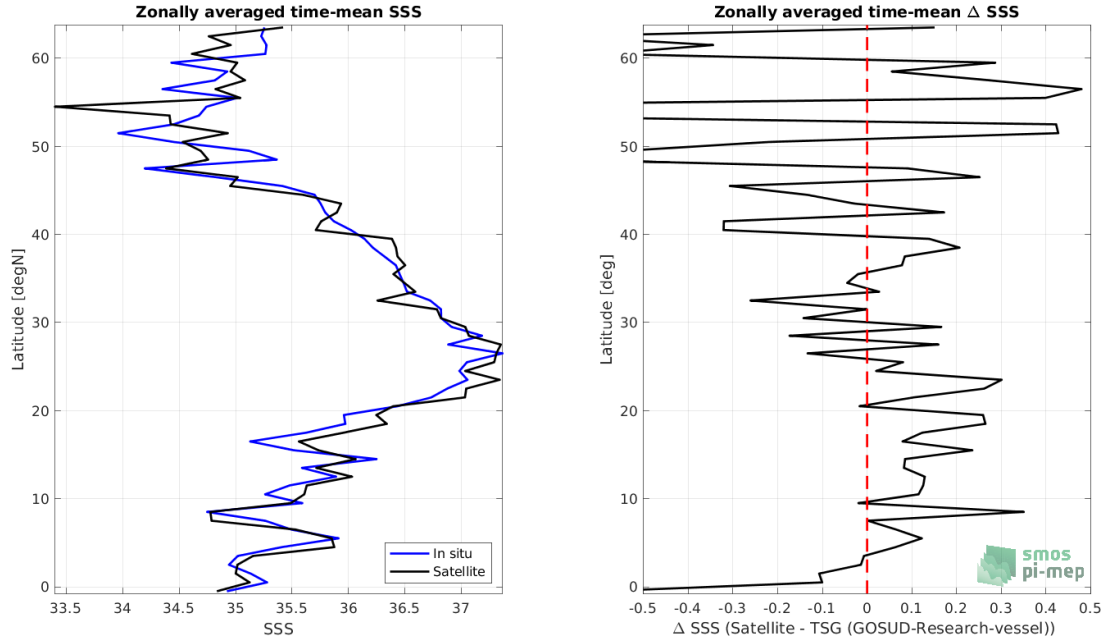 Zonally averaged time-mean SSS
Latitude [degN]
60
50
40
30
20
10
0
33.5 34 34.5 35 35.5 36 36.5 37
SSS
In situ
Satellite
Zonally averaged time-mean Δ SSS
Latitude [deg]
60
50
40
30
20
10
0
-0.5 -0.4 -0.3 -0.2 -0.1 0 0.1 0.2 0.3 0.4 0.5
Δ SSS (Satellite - TSG (GOSUD-Research-vessel))
smos
pi-mep